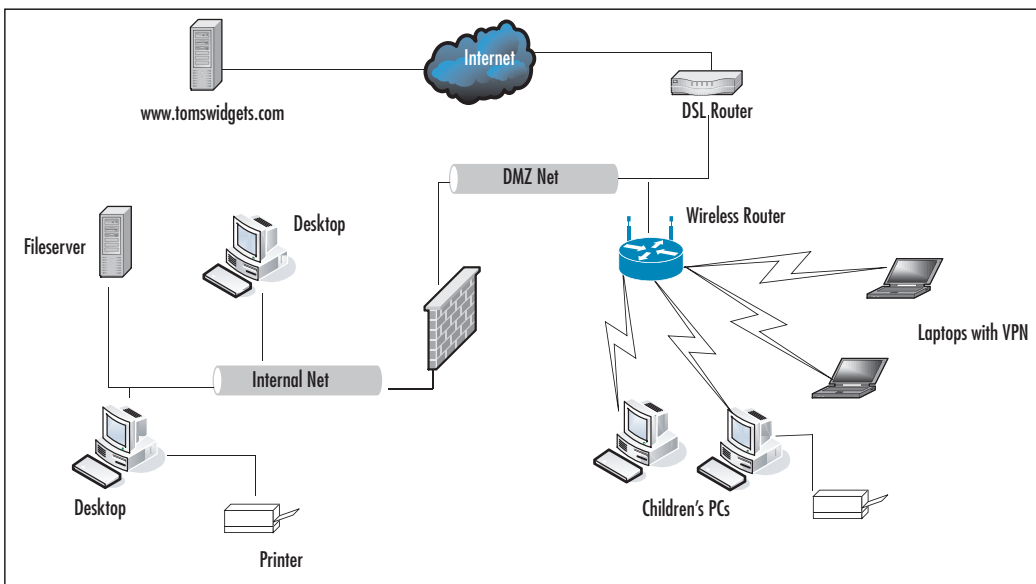 Internet
www.tomswidgets.com
DSL Router
DMZ Net
Wireless Router
Desktop
Fileserver
Laptops with VPN
Internal Net
Desktop
Children's PCs
Printer